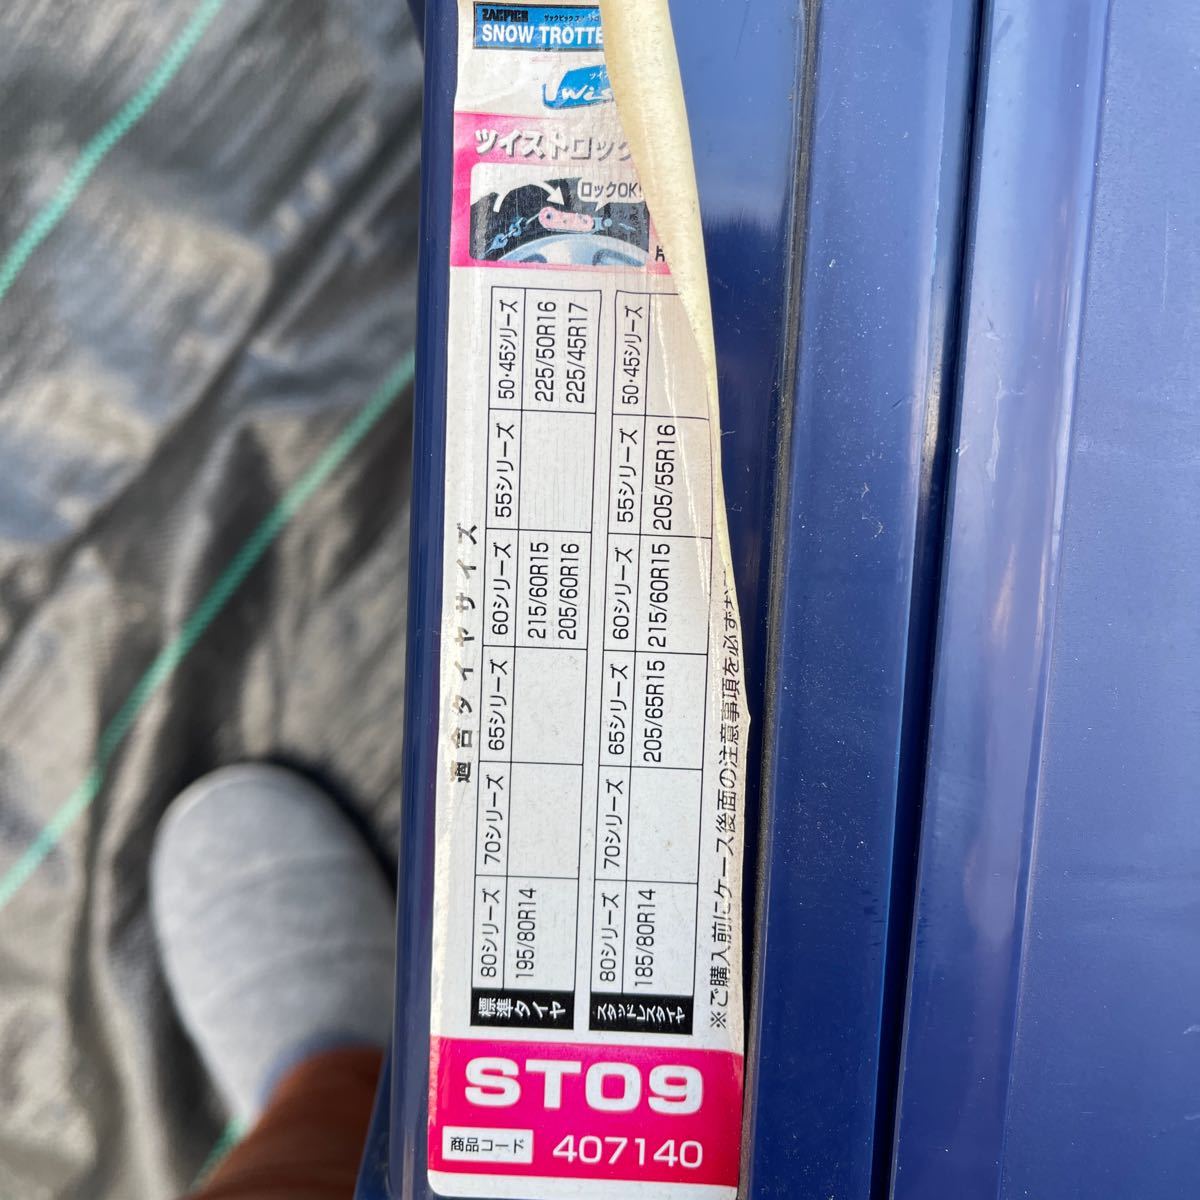 ZACPICH
SNOW TROTTE
ツイストロック
ロックOK!
適合タイヤサイズ
標準タイヤ
80シリーズ
195/80R14
70シリーズ
65シリーズ
60シリーズ
215/60R15
205/60R16
55シリーズ
50・45シリーズ
225/50R16
225/45R17
スタッドレスタイヤ
80シリーズ
185/80R14
70シリーズ
65シリーズ
205/65R15
60シリーズ
215/60R15
55シリーズ
205/55R16
50・45シリーズ
※ご購入前にケース後面の注意事項を必ず
ST09
商品コード 407140